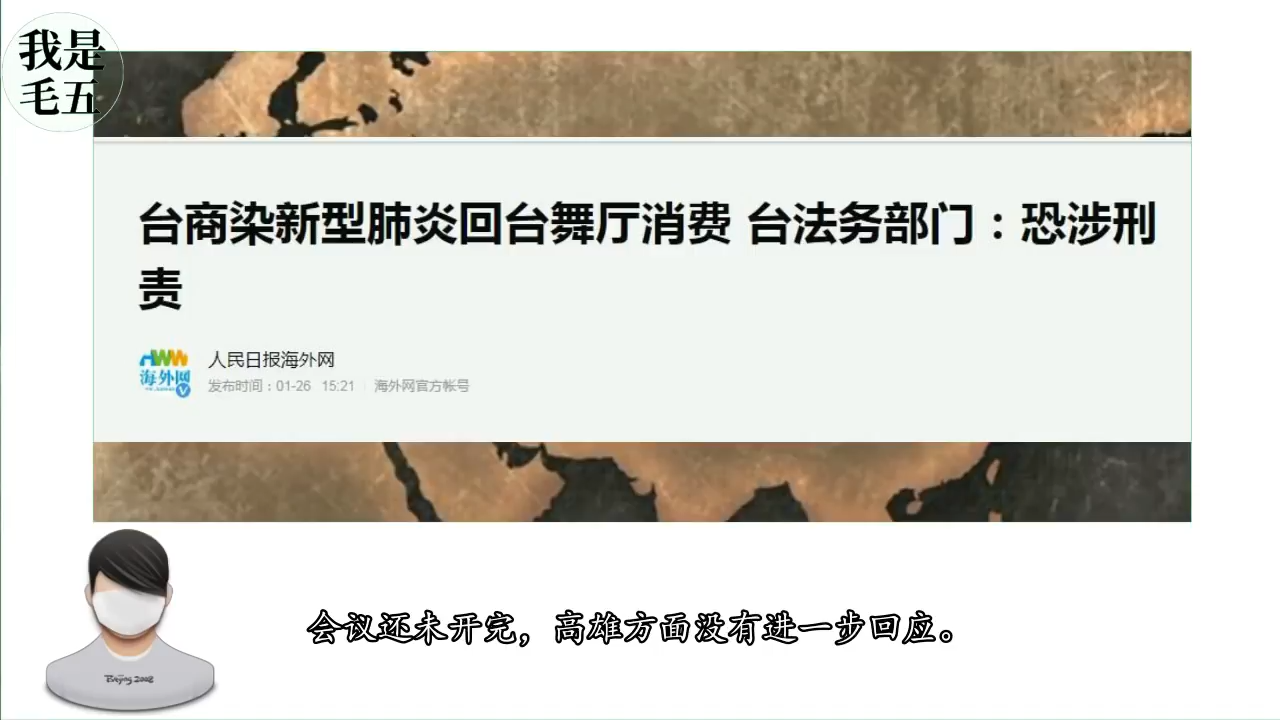 我是
毛五
台商染新型肺炎回台舞厅消费 台法务部门：恐涉刑
责
海外网
人民日报海外网
发布时间：01-26 15:21 海外网官方帐号
会议还未开完，高雄方面没有进一步回应。
Beijing 2008